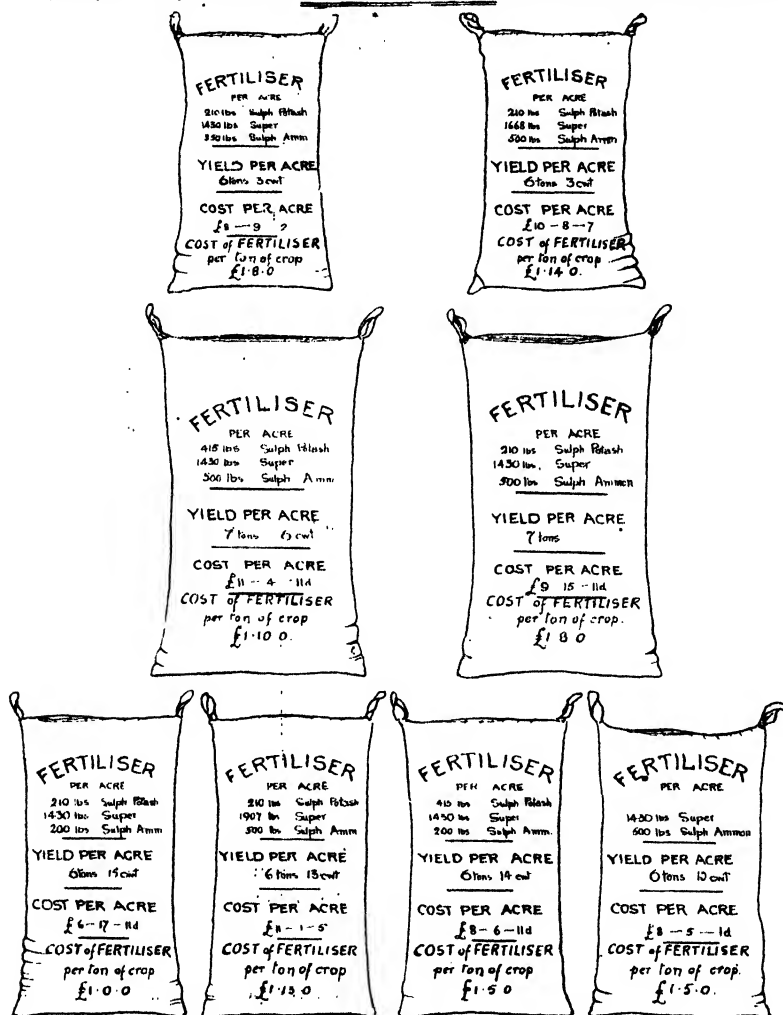 FERTILISER
PER ACRE
210 lbs Sulph Potash
1430 lbs Super
350 lbs Sulph Amm
YIELD PER ACRE
6 tons 3 cwt
COST PER ACRE
£8 - 9
COST of FERTILISER
per ton of crop
£1·8·0
FERTILISER
PER ACRE
210 lbs Sulph Potash
1668 lbs Super
500 lbs Sulph Amm
YIELD PER ACRE
6 tons 3 cwt
COST PER ACRE
£10 - 8 - 7
COST of FERTILISER
per ton of crop
£1·14 0.
FERTILISER
PER ACRE
415 lbs Sulph Potash
1430 lbs Super
500 lbs Sulph Amm
YIELD PER ACRE
7 tons cwt
COST PER ACRE
£11 - 4 - 11d
COST of FERTILISER
per ton of crop
£1·10 0.
FERTILISER
PER ACRE
210 lbs Sulph Potash
1430 lbs. Super
500 lbs Sulph Ammon
YIELD PER ACRE
7 tons
COST PER ACRE
£9 15 - 11d
COST of FERTILISER
per ton of crop.
£1 8 0
FERTILISER
PER ACRE
210 lbs Sulph Potash
1430 lbs. Super
200 lbs Sulph Amm
YIELD PER ACRE
6 tons cwt
COST PER ACRE
£6 - 17 - 11d
COST of FERTILISER
per ton of crop
£1·0·0
FERTILISER
PER ACRE
210 lbs Sulph Potash
1907 lbs Super
500 lbs Sulph Amm
YIELD PER ACRE
6 tons 13 cwt
COST PER ACRE
£11 - 1 - 5
COST of FERTILISER
per ton of crop
£1·13 0
FERTILISER
PER ACRE
415 lbs Sulph Potash
1430 lbs Super
200 lbs Sulph Amm.
YIELD PER ACRE
6 tons 14 cwt
COST PER ACRE
£8 - 6 - 11d
COST of FERTILISER
per ton of crop
£1·5 0
FERTILISER
PER ACRE
1430 lbs Super
500 lbs Sulph Ammon
YIELD PER ACRE
6 tons cwt
COST PER ACRE
£8 - 5 - 1d
COST of FERTILISER
per ton of crop.
£1·5·0.